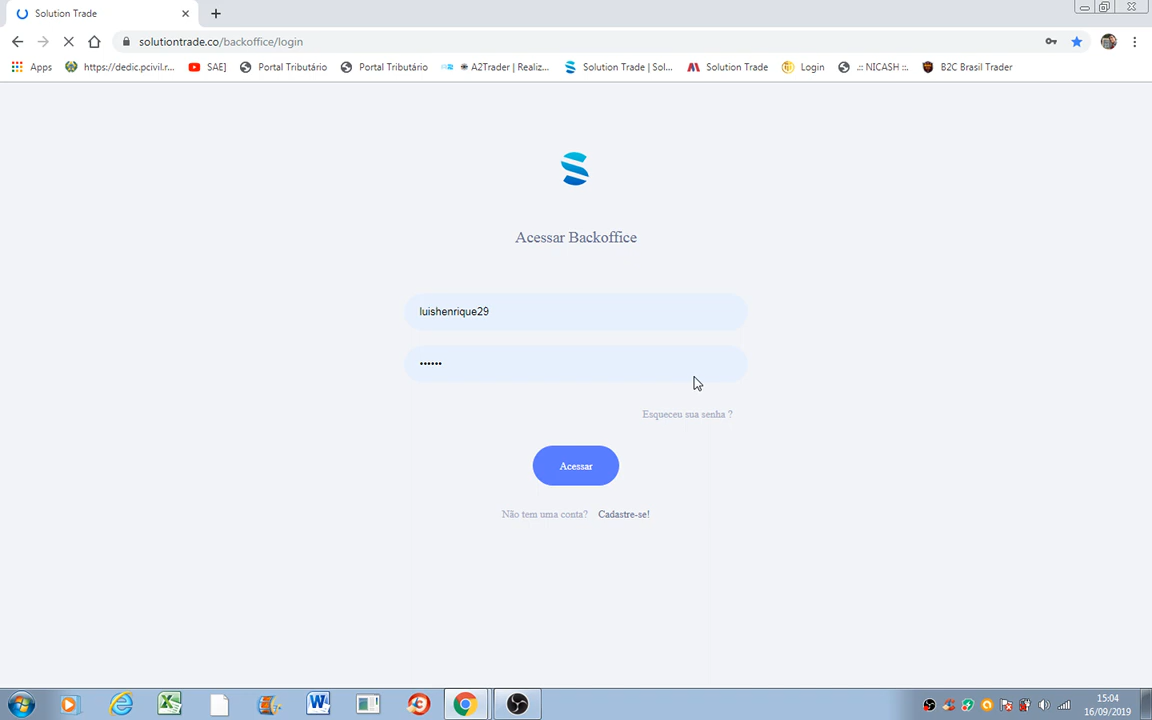 Solution Trade
solutiontrade.co/backoffice/login
Apps https://dedic.pcivil.r... SAEJ Portal Tributário Portal Tributário A2Trader | Realiz... Solution Trade | Sol... Solution Trade Login .:: NICASH ::. B2C Brasil Trader
Acessar Backoffice
luishenrique29
••••••
Esqueceu sua senha ?
Acessar
Não tem uma conta? Cadastre-se!
15:04
16/09/2019